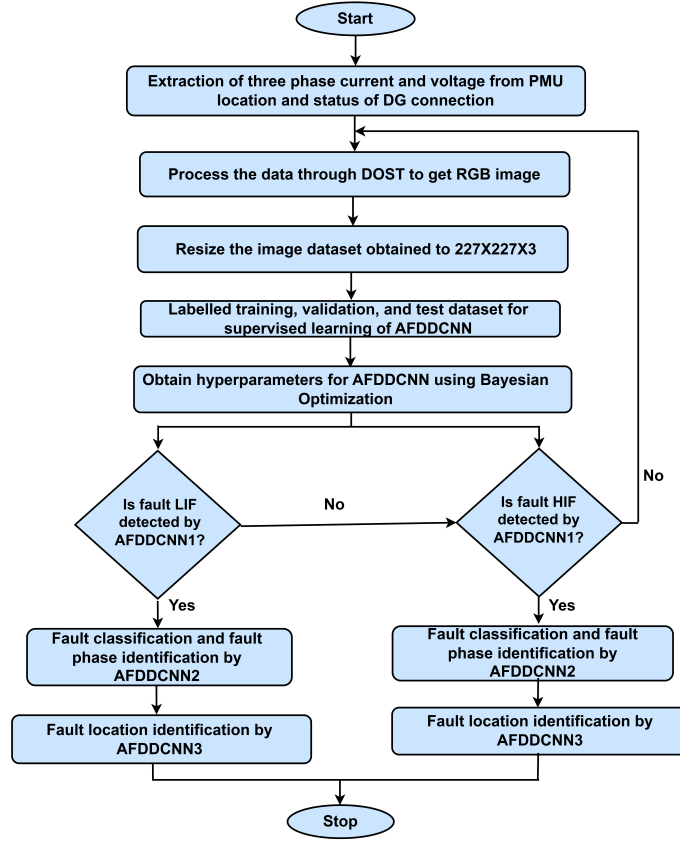 Start
Extraction of three phase current and voltage from PMU
location and status of DG connection
Process the data through DOST to get RGB image
Resize the image dataset obtained to 227X227X3
Labelled training, validation, and test dataset for
supervised learning of AFDDCNN
Obtain hyperparameters for AFDDCNN using Bayesian
Optimization
Is fault LIF
detected by
AFDDCNN1?
No
Is fault HIF
detected by
AFDDCNN1?
No
Yes
Yes
Fault classification and fault
phase identification by
AFDDCNN2
Fault classification and fault
phase identification by
AFDDCNN2
Fault location identification by
AFDDCNN3
Fault location identification by
AFDDCNN3
Stop